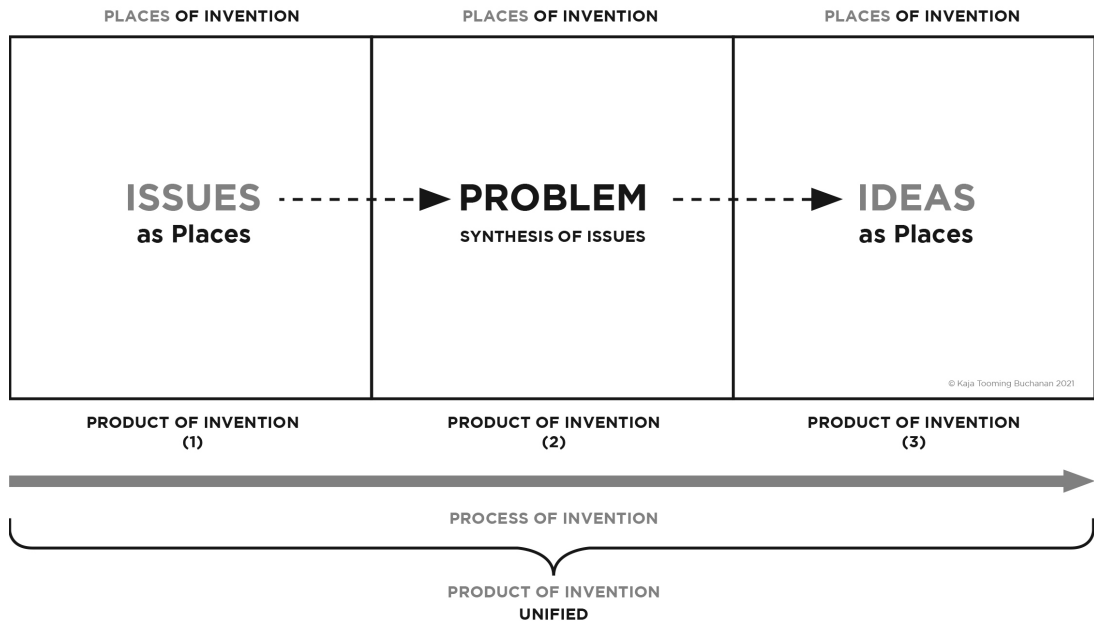 PLACES OF INVENTION
PLACES OF INVENTION
PLACES OF INVENTION
ISSUES
as Places
PROBLEM
SYNTHESIS OF ISSUES
IDEAS
as Places
© Kaja Tooming Buchanan 2021
PRODUCT OF INVENTION
(1)
PRODUCT OF INVENTION
(2)
PRODUCT OF INVENTION
(3)
PROCESS OF INVENTION
PRODUCT OF INVENTION
UNIFIED